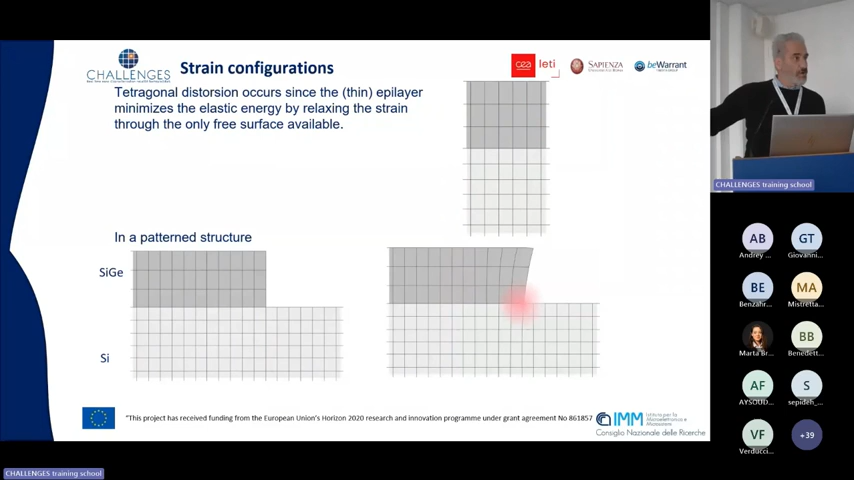 CHALLENGES
Strain configurations
cea leti
SAPIENZA
beWarrant
Tetragonal distorsion occurs since the (thin) epilayer
minimizes the elastic energy by relaxing the strain
through the only free surface available.
In a patterned structure
SiGe
Si
"This project has received funding from the European Union's Horizon 2020 research and innovation programme under grant agreement No 861857
IMM
Consiglio Nazionale delle Ricerche
CHALLENGES training school
AB
Andrey ...
GT
Giovanni...
BE
Benzahr...
MA
Mistretta...
Marta Br...
BB
Benedett...
AF
AYSOUD...
S
sepideh_...
VF
Verducci...
+39
CHALLENGES training school